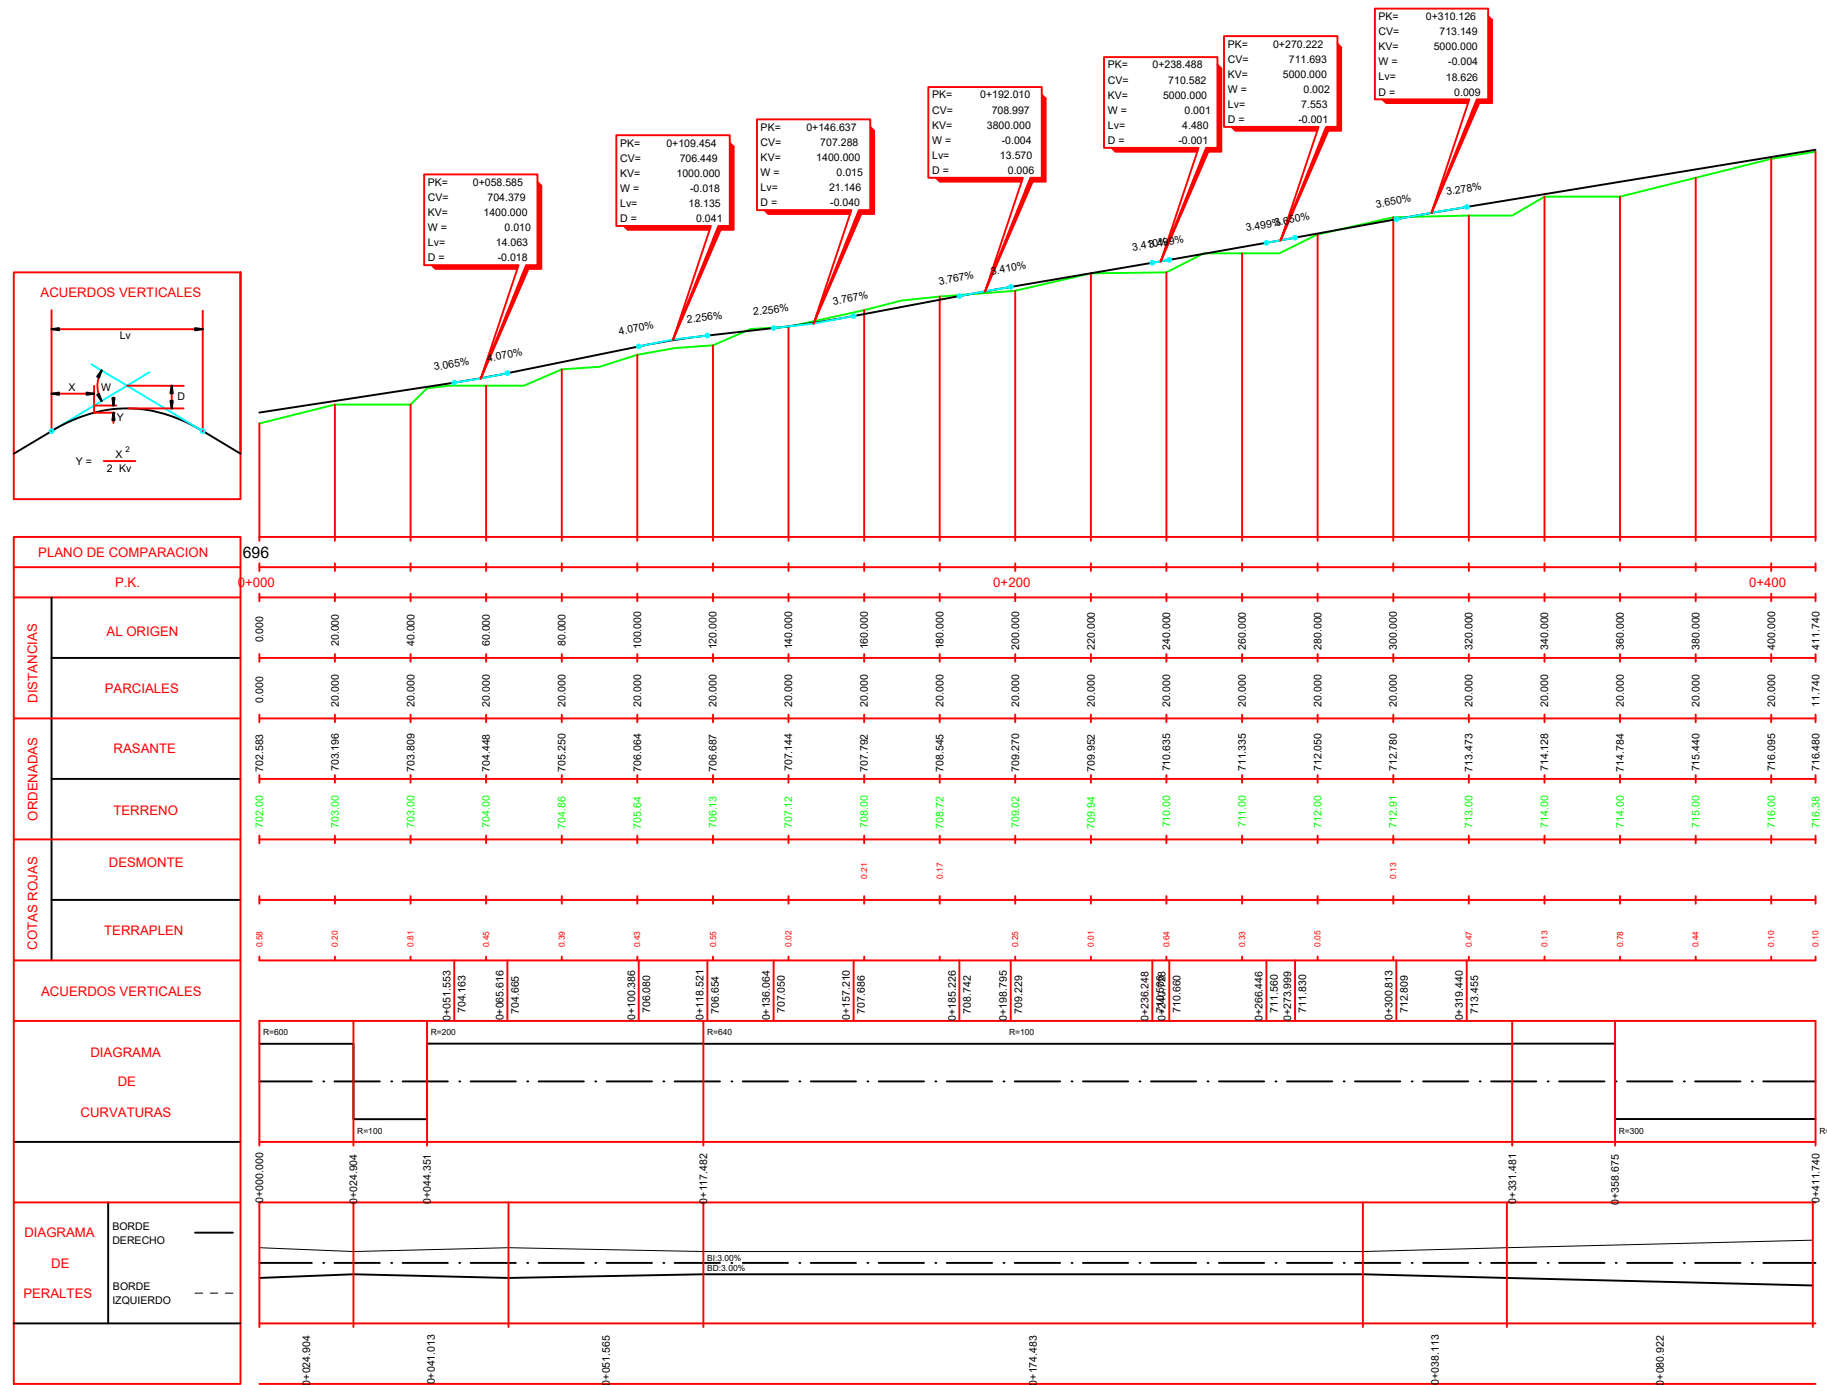 PK= 0+310.126
CV= 713.149
KV= 5000.000
W = -0.004
Lv= 18.626
D = 0.009
PK= 0+270.222
CV= 711.693
KV= 5000.000
W = 0.002
Lv= 7.553
D = -0.001
PK= 0+238.488
CV= 710.582
KV= 5000.000
W = 0.001
Lv= 4.480
D = -0.001
PK= 0+192.010
CV= 708.997
KV= 3800.000
W = -0.004
Lv= 13.570
D = 0.006
PK= 0+146.637
CV= 707.288
KV= 1400.000
W = 0.015
Lv= 21.146
D = -0.040
PK= 0+109.454
CV= 706.449
KV= 1000.000
W = -0.018
Lv= 18.135
D = 0.041
PK= 0+058.585
CV= 704.379
KV= 1400.000
W = 0.010
Lv= 14.063
D = -0.018
3.065% 4.070%
4.070% 2.256%
2.256% 3.767%
3.767% 3.410%
3.410% 3.499%
3.499% 3.650%
3.650% 3.278%
ACUERDOS VERTICALES
Lv
X W D
Y
Y = X 2
2 Kv
PLANO DE COMPARACION 696
P.K. 0+000 0+200 0+400
DISTANCIAS
AL ORIGEN 0.000 20.000 40.000 60.000 80.000 100.000 120.000 140.000 160.000 180.000 200.000 220.000 240.000 260.000 280.000 300.000 320.000 340.000 360.000 380.000 400.000 411.740
PARCIALES 0.000 20.000 20.000 20.000 20.000 20.000 20.000 20.000 20.000 20.000 20.000 20.000 20.000 20.000 20.000 20.000 20.000 20.000 20.000 20.000 20.000 11.740
ORDENADAS
RASANTE 702.583 703.196 703.809 704.448 705.250 706.064 706.687 707.144 707.792 708.545 709.270 709.952 710.635 711.335 712.050 712.780 713.473 714.128 714.784 715.440 716.095 716.480
TERRENO 702.00 703.00 703.00 704.00 704.86 705.64 706.13 707.12 708.00 708.72 709.02 709.94 710.00 711.00 712.00 712.91 713.00 714.00 714.00 715.00 716.00 716.38
COTAS ROJAS
DESMONTE 0.21 0.17 0.13
TERRAPLEN 0.58 0.20 0.81 0.45 0.39 0.43 0.55 0.02 0.25 0.01 0.64 0.33 0.05 0.47 0.13 0.78 0.44 0.10 0.10
ACUERDOS VERTICALES
0+051.553 704.163
0+065.616 704.665
0+100.386 706.080
0+118.521 706.654
0+136.064 707.050
0+157.210 707.686
0+185.226 708.742
0+198.795 709.229
0+236.248
710.660
0+266.446 711.560
0+273.999 711.830
0+300.813 712.809
0+319.440 713.455
DIAGRAMA
DE
CURVATURAS
R=600 R=200 R=640 R=100
R=100 R=300 R=
0+000.000 0+024.904 0+044.351 0+117.482 0+331.481 0+358.675 0+411.740
DIAGRAMA
DE
PERALTES
BORDE
DERECHO
BORDE
IZQUIERDO
BI:3.00%
BD:3.00%
0+024.904 0+041.013 0+051.565 0+174.483 0+038.113 0+080.922